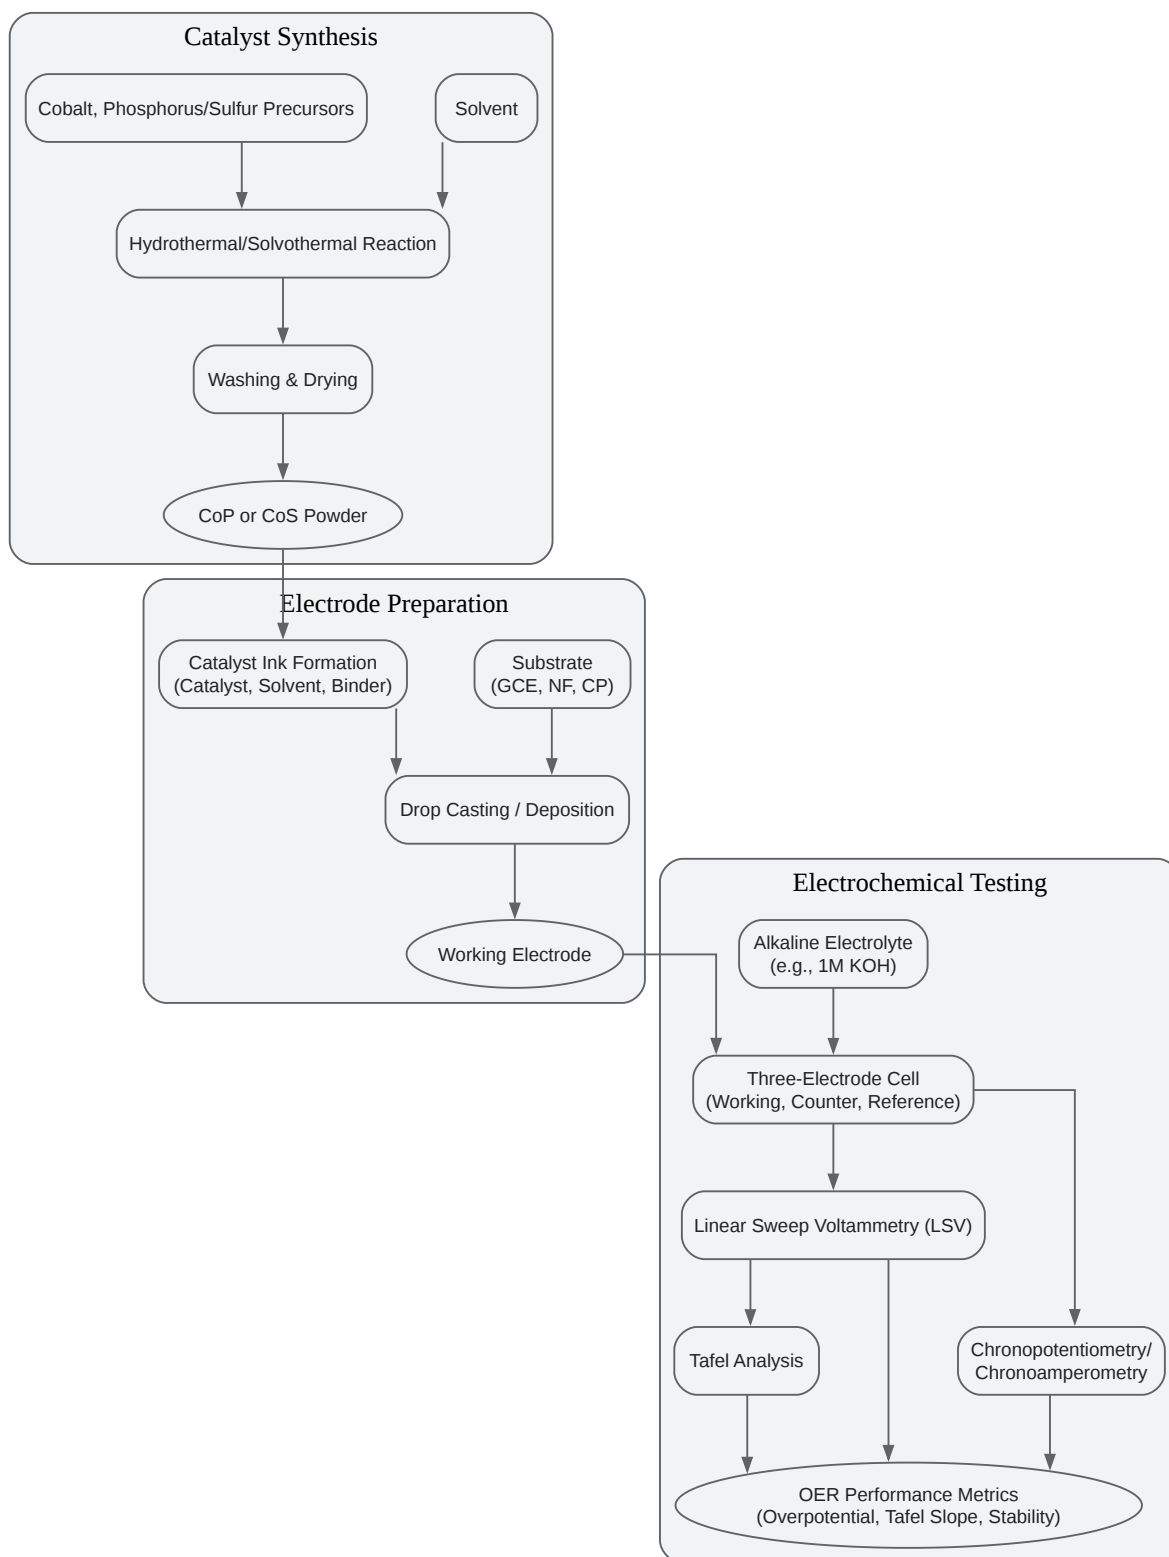 Catalyst Synthesis
Cobalt, Phosphorus/Sulfur Precursors
Solvent
Hydrothermal/Solvothermal Reaction
Washing & Drying
CoP or CoS Powder
Electrode Preparation
Catalyst Ink Formation
(Catalyst, Solvent, Binder)
Substrate
(GCE, NF, CP)
Drop Casting / Deposition
Working Electrode
Electrochemical Testing
Alkaline Electrolyte
(e.g., 1M KOH)
Three-Electrode Cell
(Working, Counter, Reference)
Linear Sweep Voltammetry (LSV)
Tafel Analysis
Chronopotentiometry/
Chronoamperometry
OER Performance Metrics
(Overpotential, Tafel Slope, Stability)